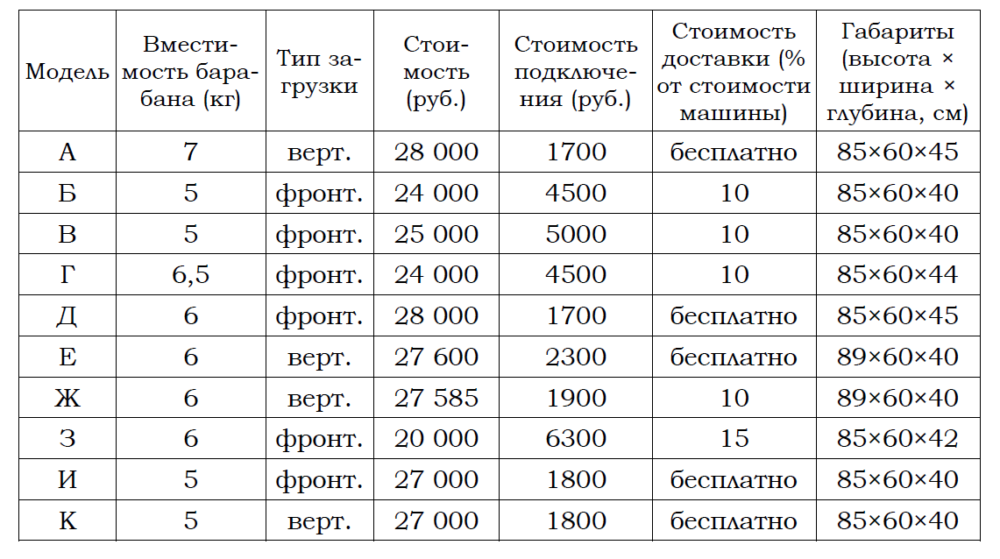 Модель	Вмести-
мость бара-
бана (кг)	Тип за-
грузки	Стои-
мость
(руб.)	Стоимость
подключе-
ния (руб.)	Стоимость
доставки (%
от стоимости
машины)	Габариты
(высота ×
ширина ×
глубина, см)
А	7	верт.	28 000	1700	бесплатно	85×60×45
Б	5	фронт.	24 000	4500	10	85×60×40
В	5	фронт.	25 000	5000	10	85×60×40
Г	6,5	фронт.	24 000	4500	10	85×60×44
Д	6	фронт.	28 000	1700	бесплатно	85×60×45
Е	6	верт.	27 600	2300	бесплатно	89×60×40
Ж	6	верт.	27 585	1900	10	89×60×40
З	6	фронт.	20 000	6300	15	85×60×42
И	5	фронт.	27 000	1800	бесплатно	85×60×40
К	5	верт.	27 000	1800	бесплатно	85×60×40